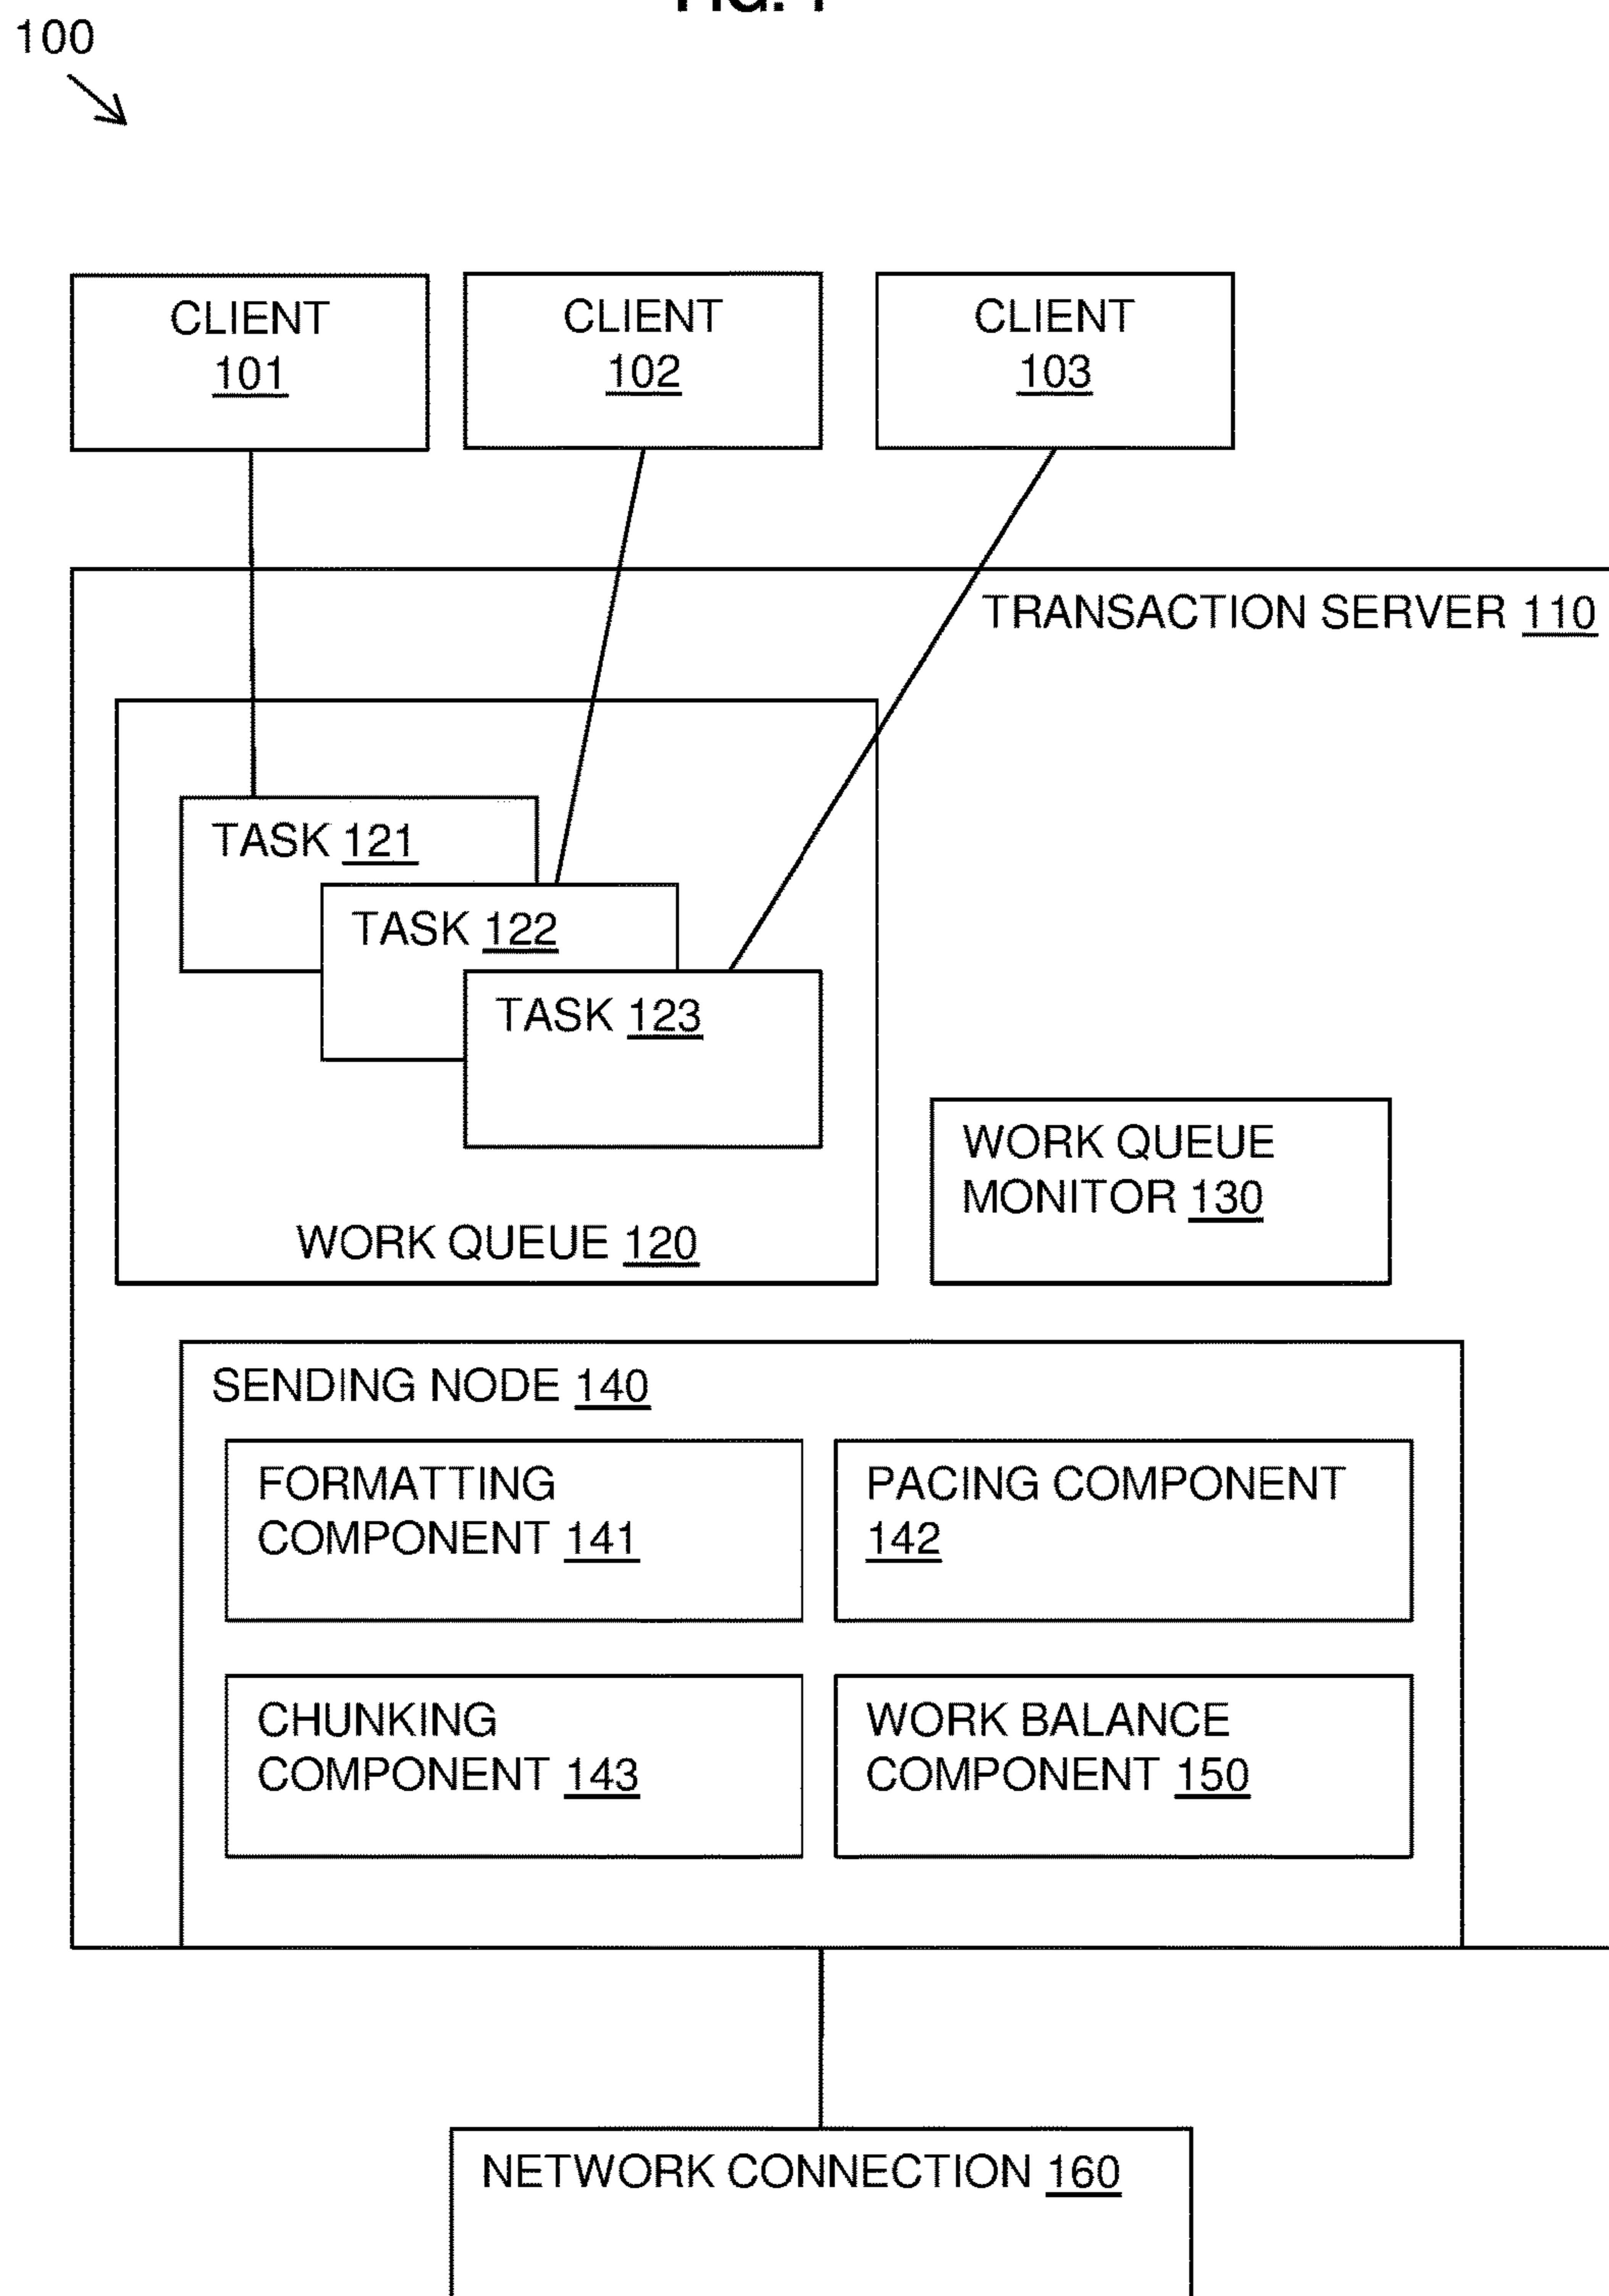 100
CLIENT
101
CLIENT
102
CLIENT
103
TRANSACTION SERVER 110
TASK 121
TASK 122
TASK 123
WORK QUEUE
MONITOR 130
WORK QUEUE 120
SENDING NODE 140
FORMATTING
COMPONENT 141
PACING COMPONENT
142
CHUNKING
COMPONENT 143
WORK BALANCE
COMPONENT 150
NETWORK CONNECTION 160